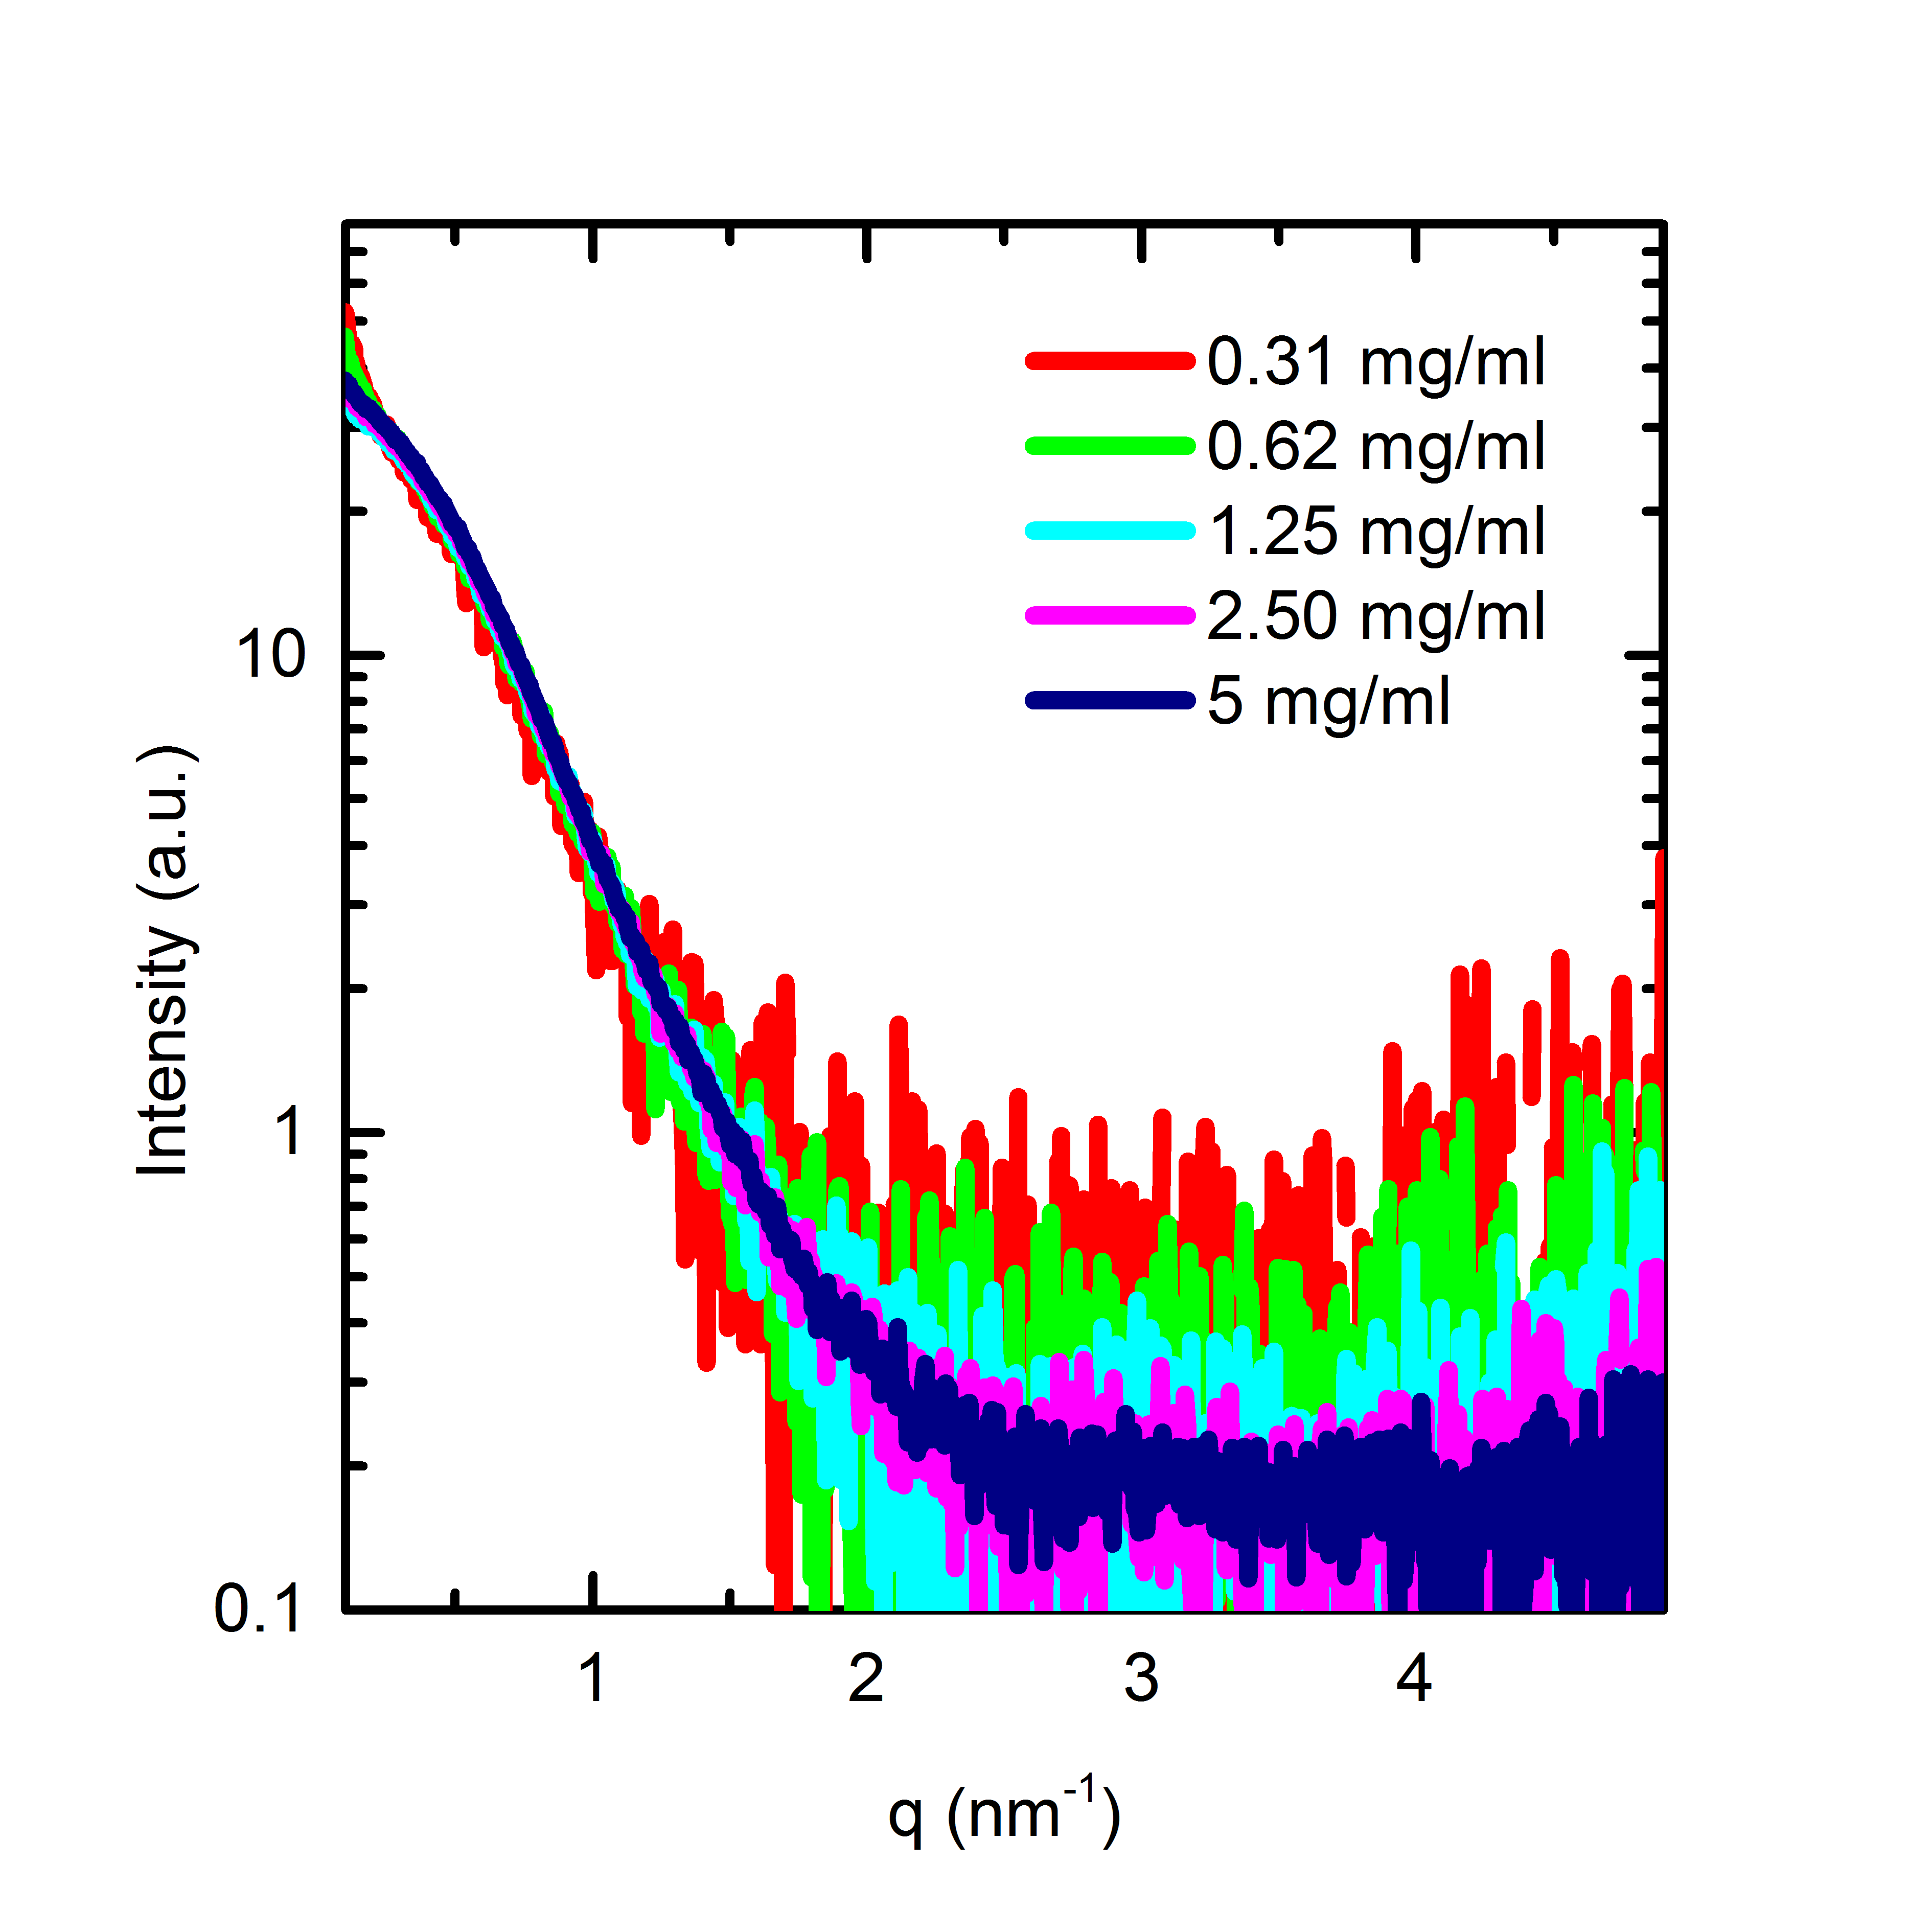 0.31 mg/ml
0.62 mg/ml
1.25 mg/ml
2.50 mg/ml
5 mg/ml
10
1
0.1
Intensity (a.u.)
1 2 3 4
q (nm⁻¹)